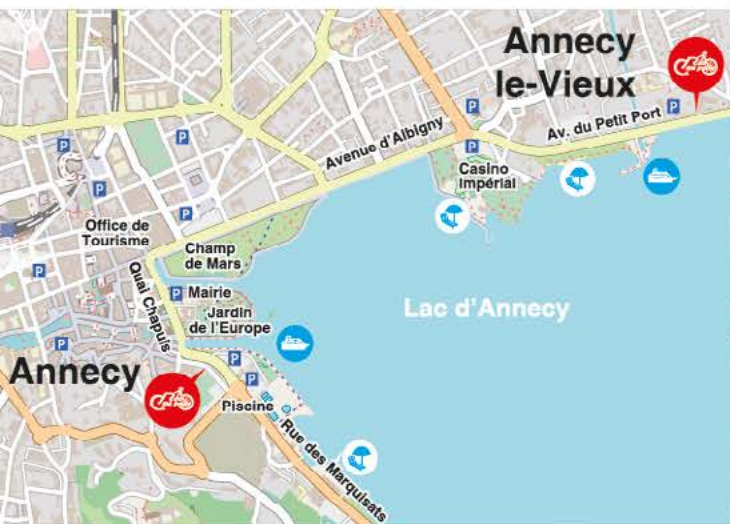 Annecy
le-Vieux
Av. du Petit Port
P
P
Avenue d'Albigny
P
P
P
Casino
Impérial
P
P
Office de
Tourisme
Champ
de Mars
P
Quai Chapuis
P Mairie
Jardin
de l'Europe
Lac d'Annecy
P
P
P
Annecy
Piscine
Rue des Marquisats